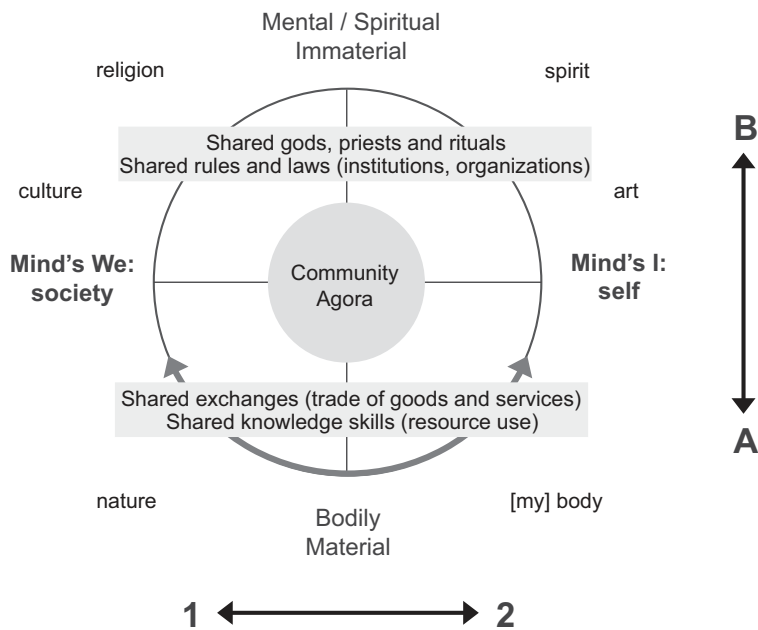 Mental / Spiritual
Immaterial
religion
spirit
Shared gods, priests and rituals
Shared rules and laws (institutions, organizations)
B
culture
art
Mind's We:
society
Community
Agora
Mind's I:
self
Shared exchanges (trade of goods and services)
Shared knowledge skills (resource use)
A
nature
[my] body
Bodily
Material
1
2